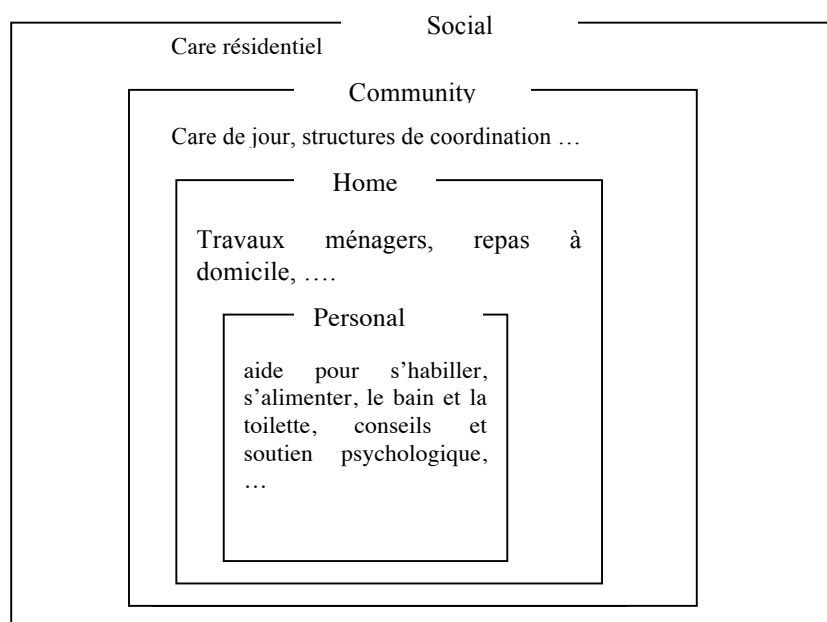 Social
Care résidentiel
Community
Care de jour, structures de coordination …
Home
Travaux ménagers, repas à
domicile, ….
Personal
aide pour s’habiller,
s’alimenter, le bain et la
toilette, conseils et
soutien psychologique,
…